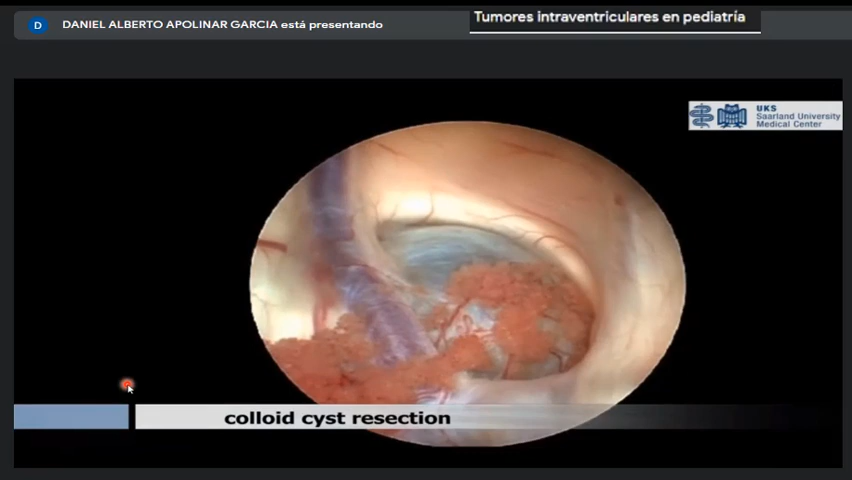 D
DANIEL ALBERTO APOLINAR GARCIA está presentando
Tumores intraventriculares en pediatría
UKS
Saarland University
Medical Center
colloid cyst resection